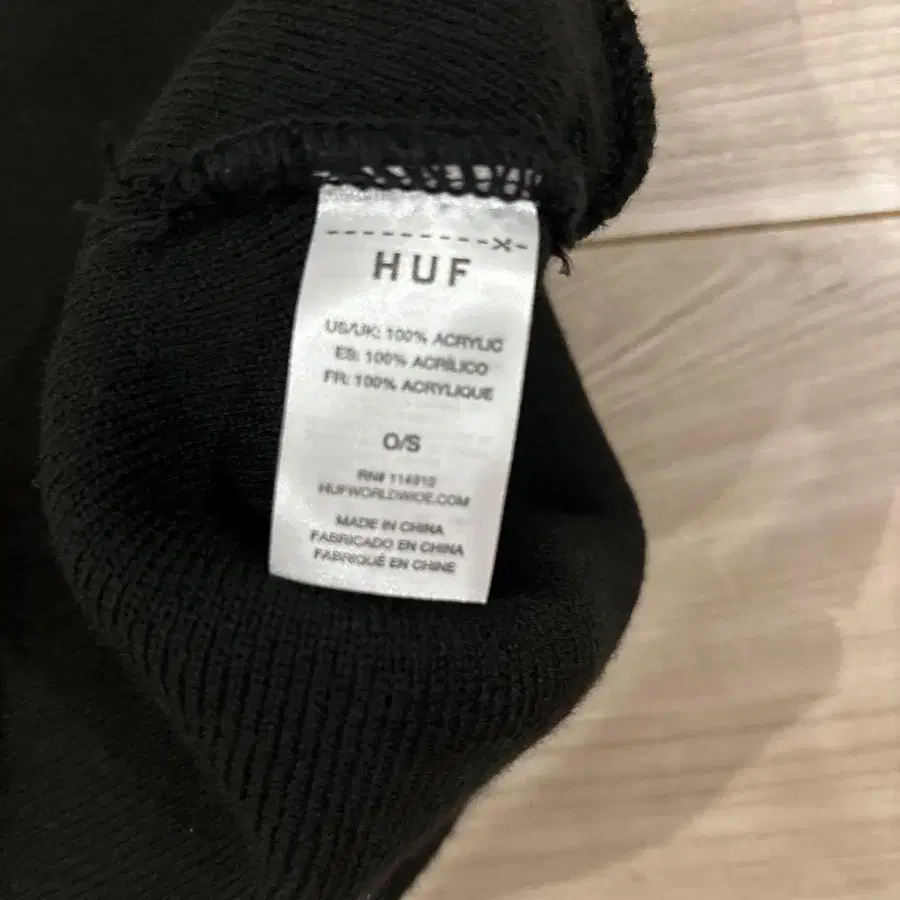 HUF
US/UK: 100% ACRYLIC
ES: 100% ACRÍLICO
FR: 100% ACRYLIQUE
O/S
RN#
HUFWORLDWIDE.COM
MADE IN CHINA
FABRICADO EN CHINA
FABRIQUÉ EN CHINE